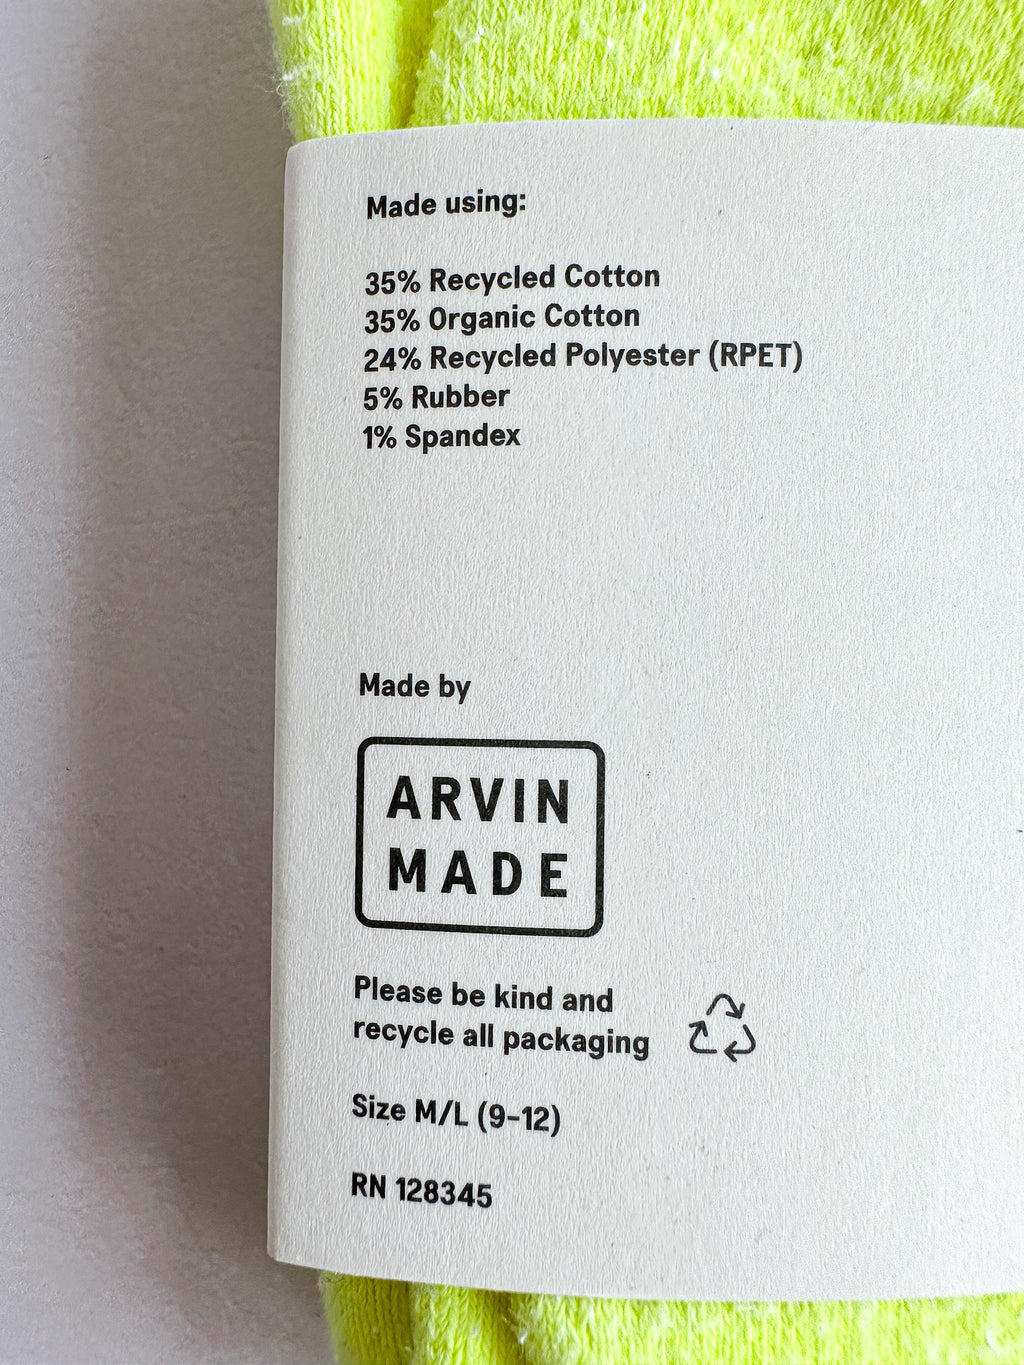 Made using:
35% Recycled Cotton
35% Organic Cotton
24% Recycled Polyester (RPET)
5% Rubber
1% Spandex
Made by
ARVIN
MADE
Please be kind and
recycle all packaging
Size M/L (9-12)
RN 128345